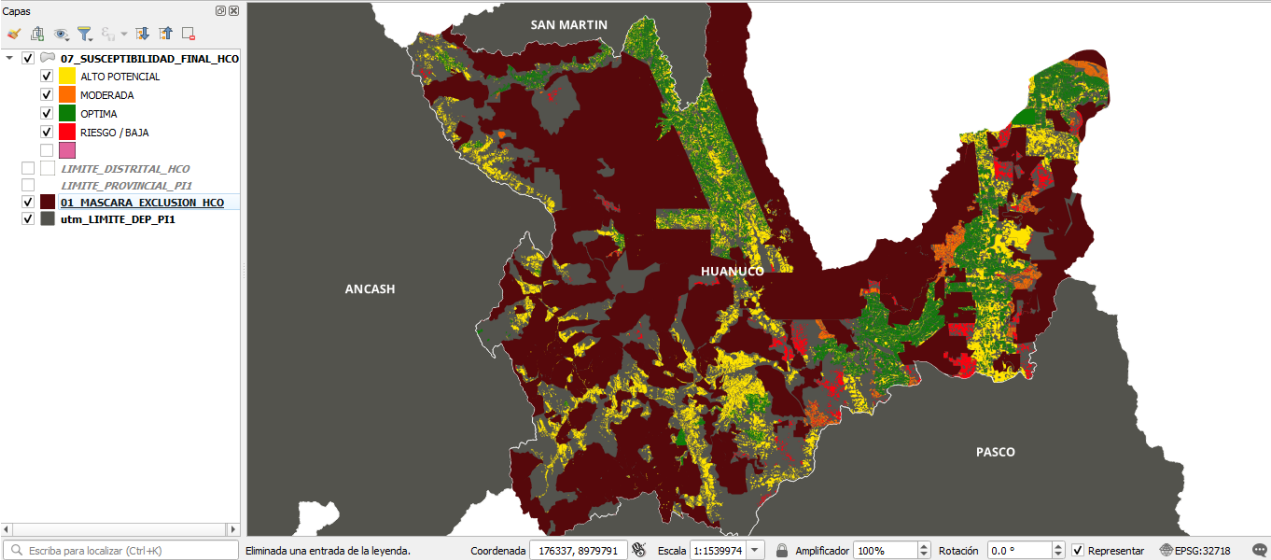 Capas
07_SUSCEPTIBILIDAD_FINAL_HCO
ALTO POTENCIAL
MODERADA
OPTIMA
RIESGO / BAJA
LIMITE_DISTRITAL_HCO
LIMITE_PROVINCIAL_PI1
01_MASCARA_EXCLUSION_HCO
utm_LIMITE_DEP_PI1
SAN MARTIN
HUANUCO
ANCASH
PASCO
Escriba para localizar (Ctrl+K)
Eliminada una entrada de la leyenda.
Coordenada 176337, 8979791
Escala 1:1539974
Amplificador 100%
Rotación 0.0 °
Representar
EPSG:32718